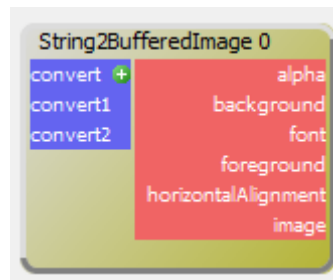 String2BufferedImage 0
convert alpha
convert1 background
convert2 font
foreground
horizontalAlignment
image